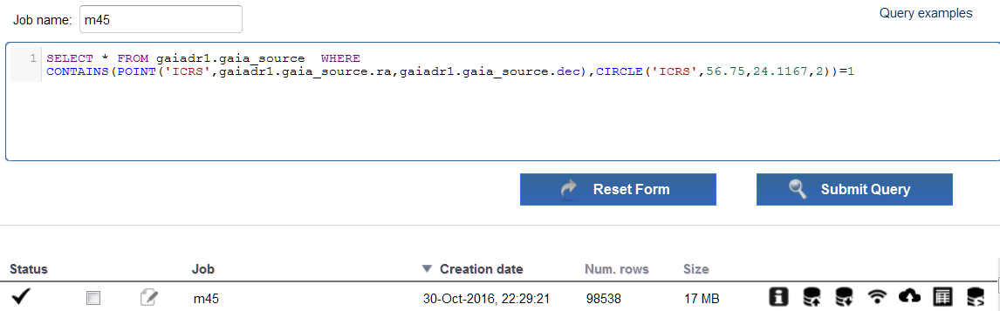 Job name: m45
Query examples
1 SELECT * FROM gaiadr1.gaia_source  WHERE
CONTAINS(POINT('ICRS',gaiadr1.gaia_source.ra,gaiadr1.gaia_source.dec),CIRCLE('ICRS',56.75,24.1167,2))=1
Reset Form Submit Query
Status Job Creation date Num. rows Size
m45 30-Oct-2016, 22:29:21 98538 17 MB